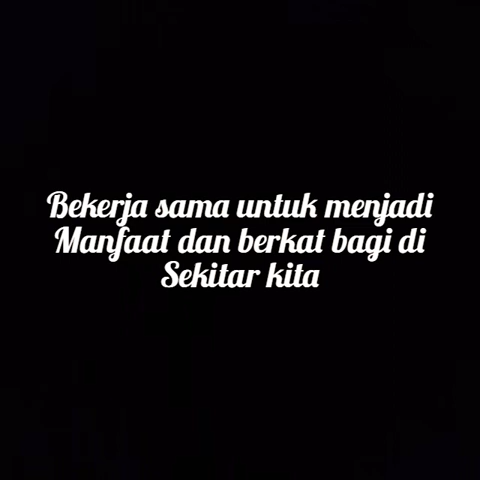 Bekerja sama untuk menjadi
Manfaat dan berkat bagi di
Sekitar kita